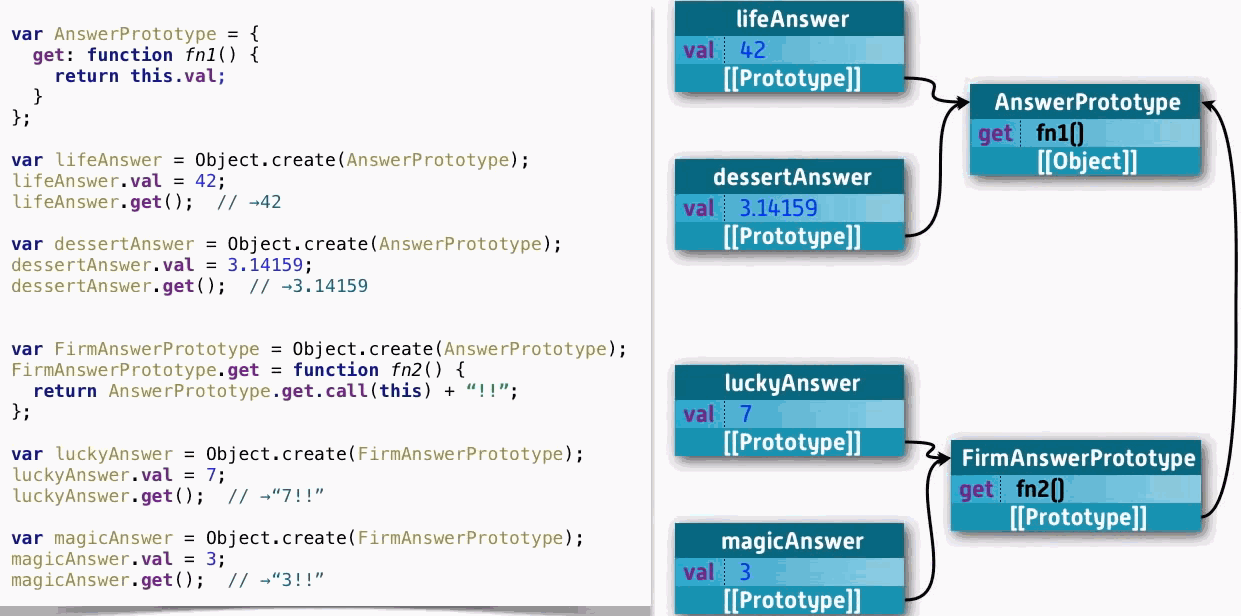 var AnswerPrototype = {
  get: function fn1() {
    return this.val;
  }
};
var lifeAnswer = Object.create(AnswerPrototype);
lifeAnswer.val = 42;
lifeAnswer.get();  // →42
var dessertAnswer = Object.create(AnswerPrototype);
dessertAnswer.val = 3.14159;
dessertAnswer.get();  // →3.14159
var FirmAnswerPrototype = Object.create(AnswerPrototype);
FirmAnswerPrototype.get = function fn2() {
  return AnswerPrototype.get.call(this) + “!!”;
};
var luckyAnswer = Object.create(FirmAnswerPrototype);
luckyAnswer.val = 7;
luckyAnswer.get();  // →“7!!”
var magicAnswer = Object.create(FirmAnswerPrototype);
magicAnswer.val = 3;
magicAnswer.get();  // →“3!!”
lifeAnswer
val 42
[[Prototype]]
AnswerPrototype
get fn1()
[[Object]]
dessertAnswer
val 3.14159
[[Prototype]]
luckyAnswer
val 7
[[Prototype]]
FirmAnswerPrototype
get fn2()
[[Prototype]]
magicAnswer
val 3
[[Prototype]]